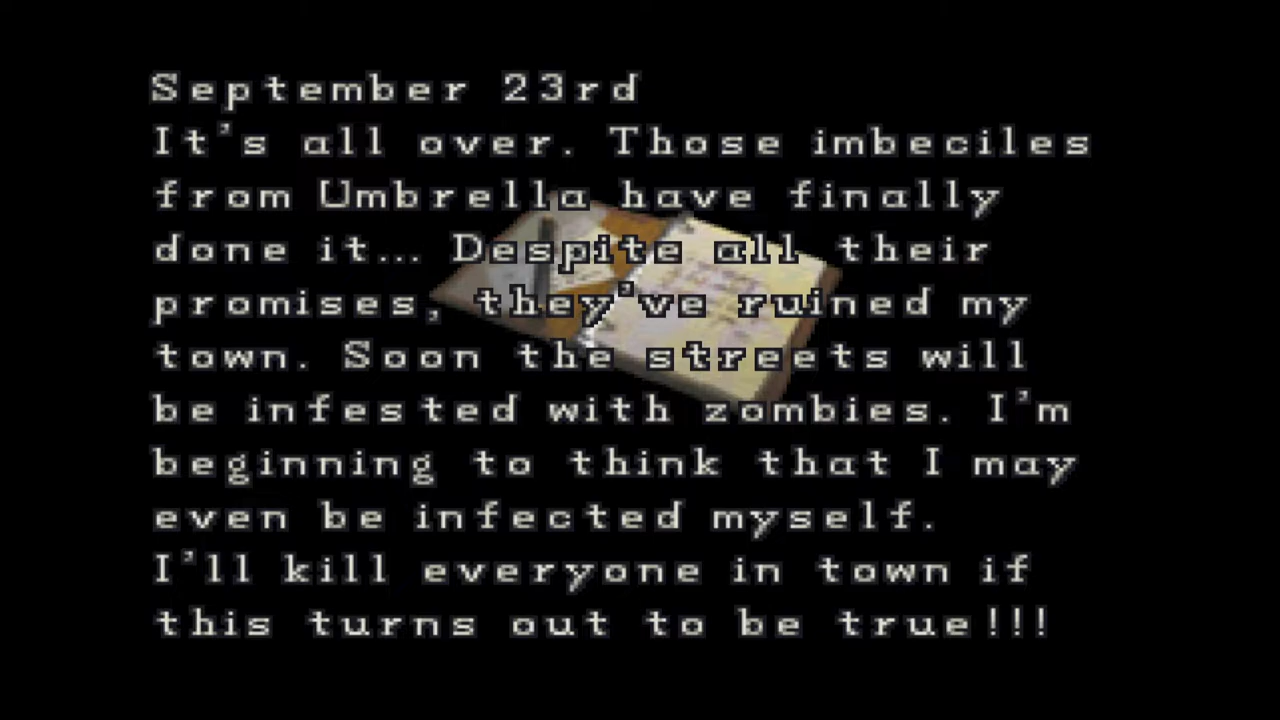 September 23rd
It's all over. Those imbeciles
from Umbrella have finally
done it... Despite all their
promises, they've ruined my
town. Soon the streets will
be infested with zombies. I'm
beginning to think that I may
even be infected myself.
I'll kill everyone in town if
this turns out to be true!!!